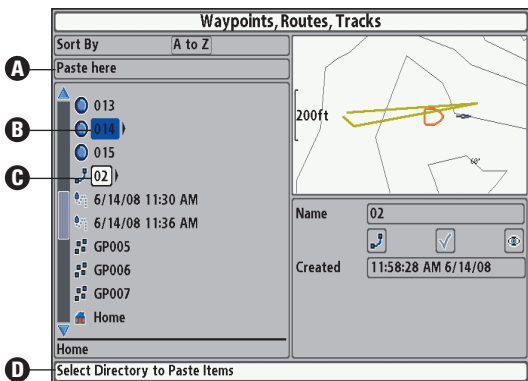 Waypoints, Routes, Tracks
Sort By A to Z
A Paste here
013
B 014
015
C 02
6/14/08 11:30 AM
6/14/08 11:36 AM
GP005
GP006
GP007
Home
Home
D Select Directory to Paste Items
200ft
60°
Name 02
Created 11:58:28 AM 6/14/08